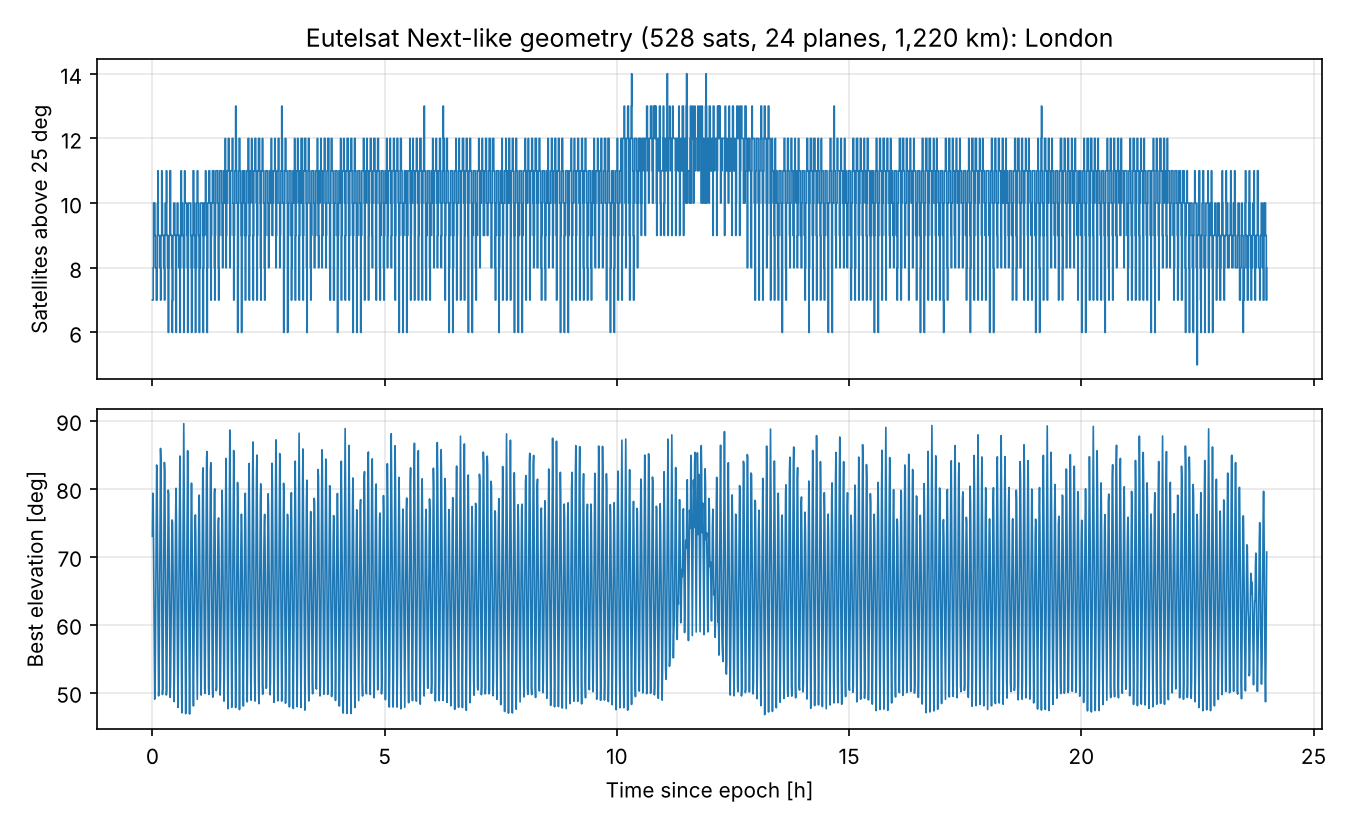 Eutelsat Next-like geometry (528 sats, 24 planes, 1,220 km): London
14
12
10
8
6
Satellites above 25 deg
90
80
70
60
50
Best elevation [deg]
0 5 10 15 20 25
Time since epoch [h]